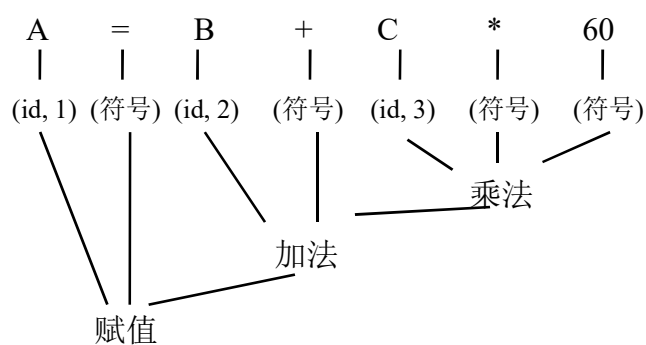 A = B + C * 60
(id, 1) (符号) (id, 2) (符号) (id, 3) (符号) (符号)
乘法
加法
赋值